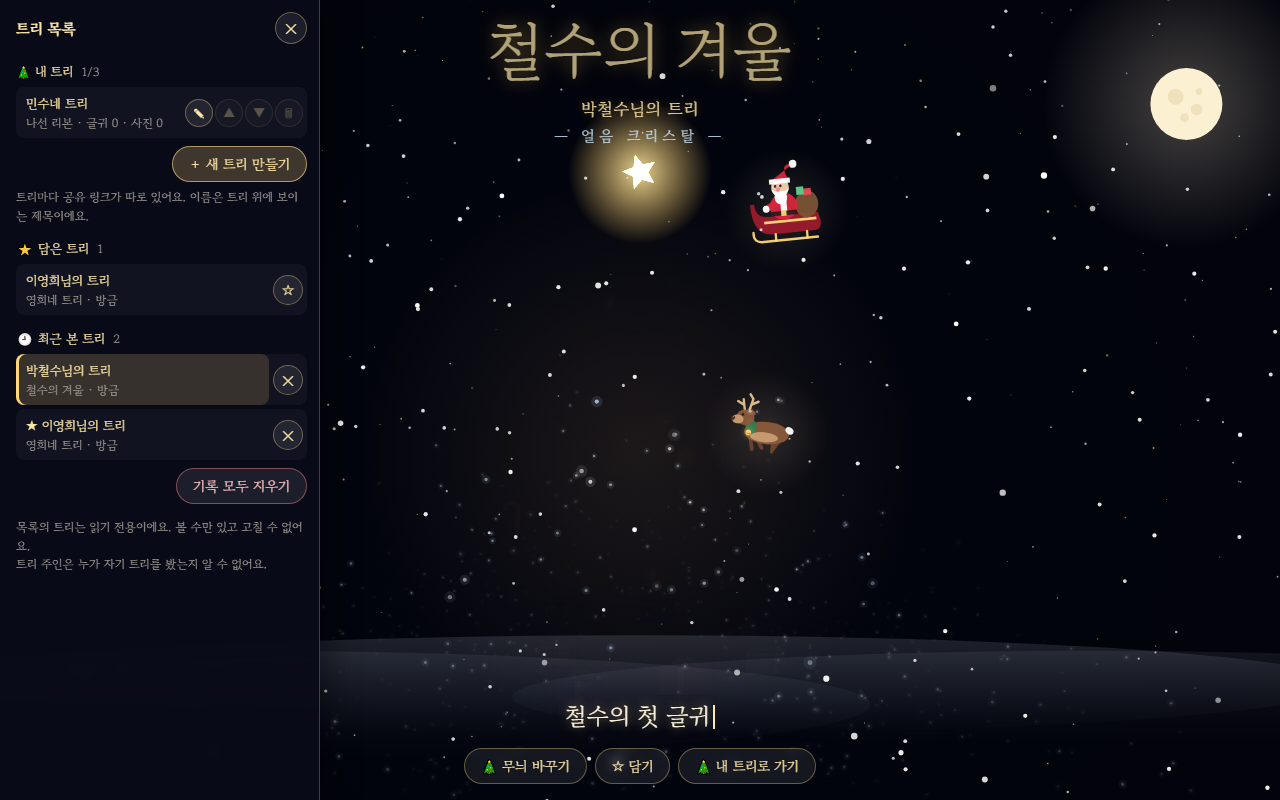 트리 목록
내 트리 1/3
민수네 트리
나선 리본 · 글귀 0 · 사진 0
+ 새 트리 만들기
트리마다 공유 링크가 따로 있어요. 이름은 트리 위에 보이
는 제목이에요.
담은 트리 1
이영희님의 트리
영희네 트리 · 방금
최근 본 트리 2
박철수님의 트리
철수의 겨울 · 방금
★ 이영희님의 트리
영희네 트리 · 방금
기록 모두 지우기
목록의 트리는 읽기 전용이에요. 볼 수만 있고 고칠 수 없어
요.
트리 주인은 누가 자기 트리를 봤는지 알 수 없어요.
철수의 겨울
박철수님의 트리
— 얼음 크리스탈 —
철수의 첫 글귀
무늬 바꾸기
☆ 담기
내 트리로 가기